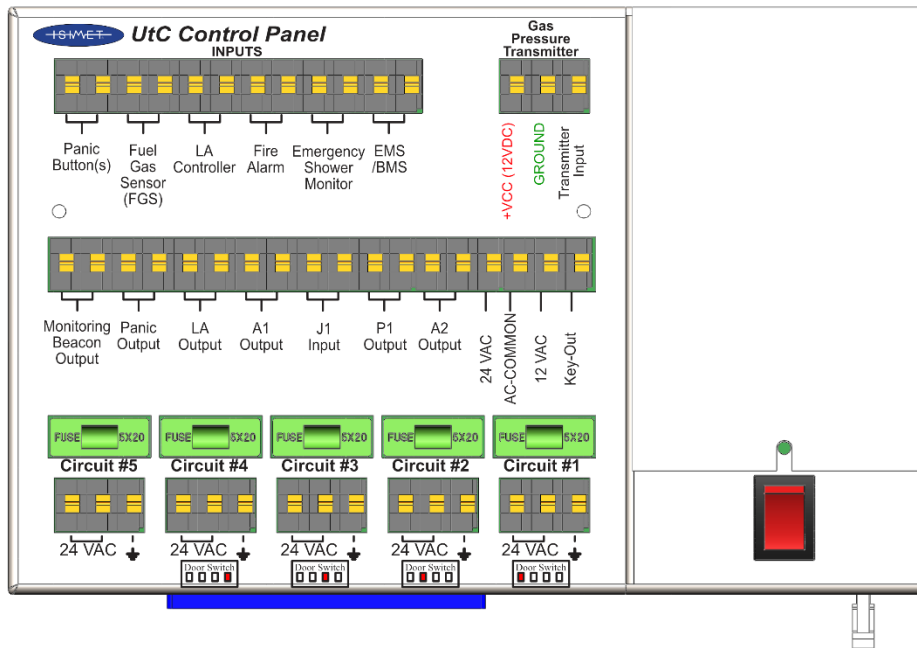 ISIMET
UtC Control Panel
INPUTS
Gas
Pressure
Transmitter
Panic
Button(s)
Fuel
Gas
Sensor
(FGS)
LA
Controller
Fire
Alarm
Emergency
Shower
Monitor
EMS
/BMS
+VCC (12VDC)
GROUND
Transmitter
Input
Monitoring
Beacon
Output
Panic
Output
LA
Output
A1
Output
J1
Input
P1
Output
A2
Output
24 VAC
AC-COMMON
12 VAC
Key-Out
FUSE 5X20
FUSE 5X20
FUSE 5X20
FUSE 5X20
FUSE 5X20
Circuit #5
Circuit #4
Circuit #3
Circuit #2
Circuit #1
24 VAC
24 VAC
24 VAC
24 VAC
24 VAC
Door Switch
Door Switch
Door Switch
Door Switch